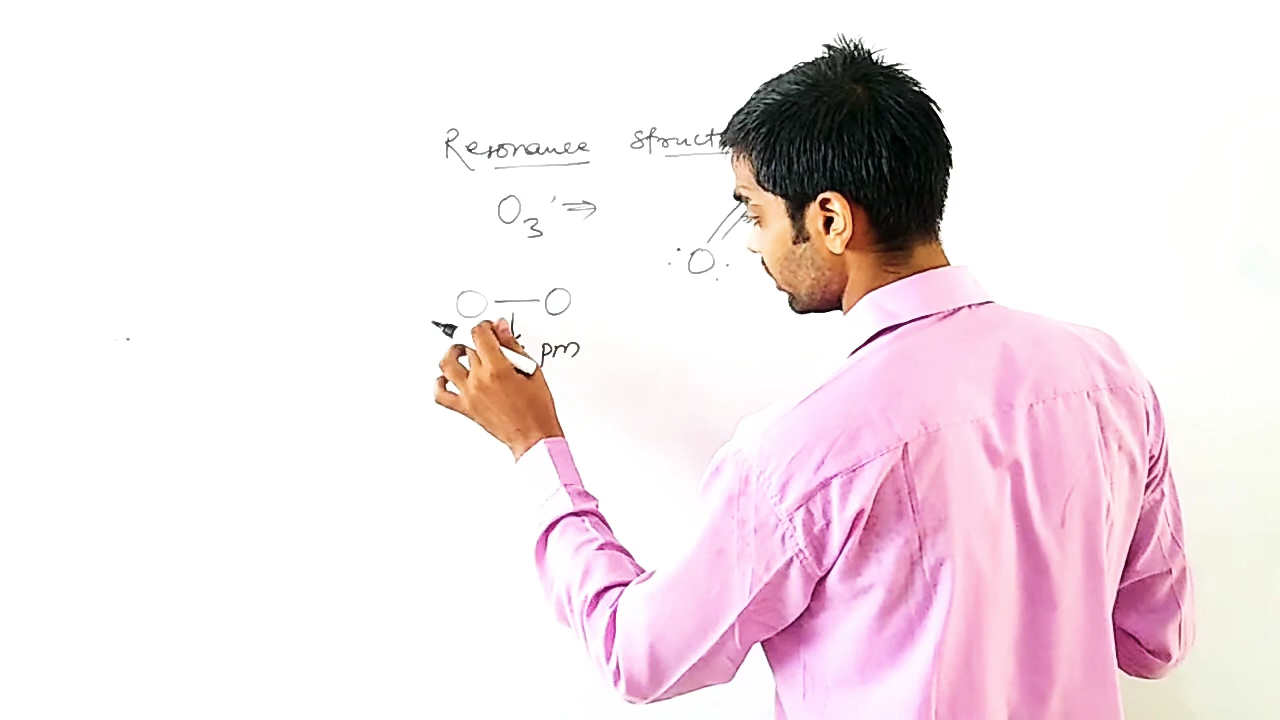 Resonance Struct
O3 ⇒
:O:
O — O
pm